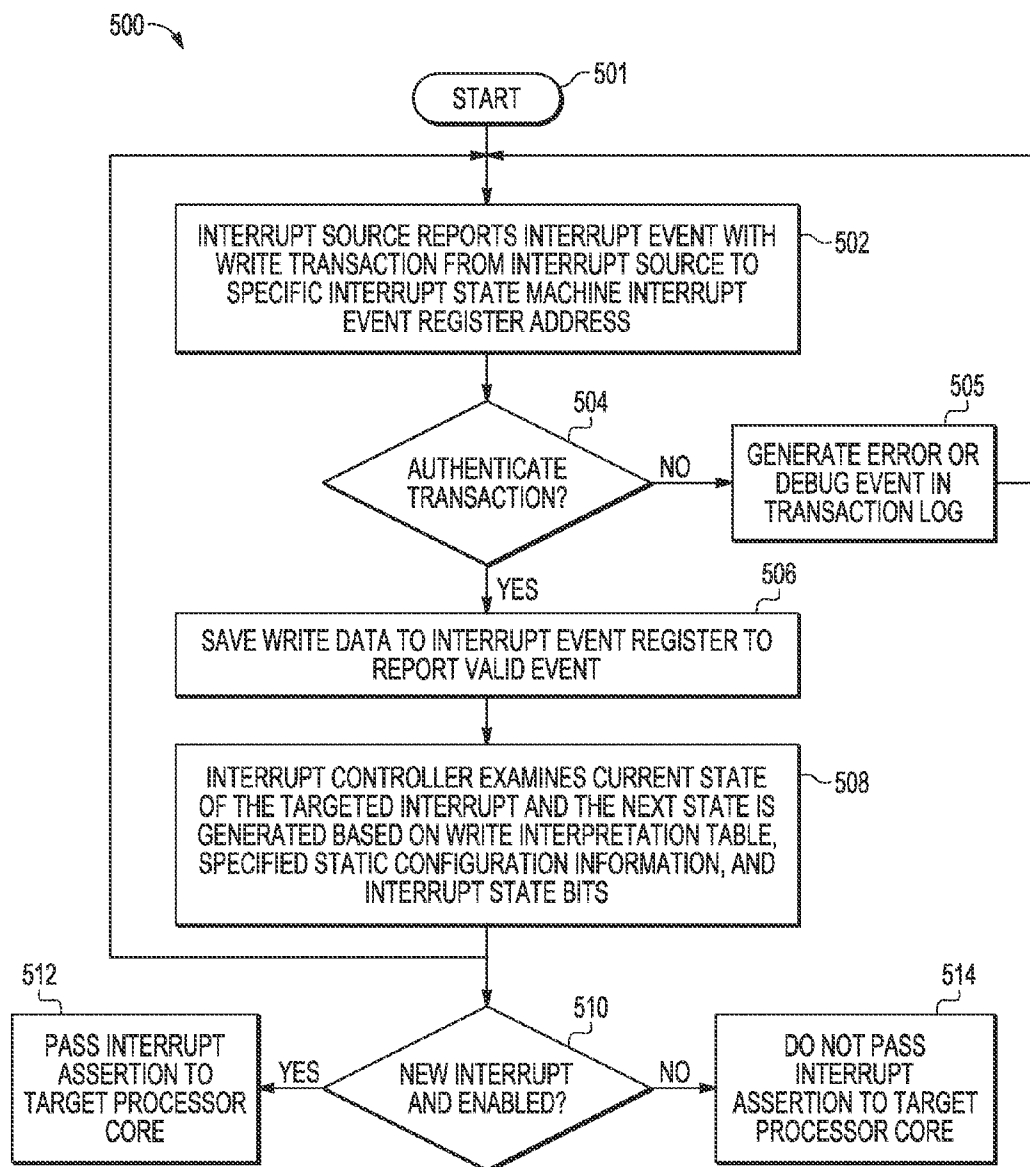 500
501
START
INTERRUPT SOURCE REPORTS INTERRUPT EVENT WITH
WRITE TRANSACTION FROM INTERRUPT SOURCE TO
SPECIFIC INTERRUPT STATE MACHINE INTERRUPT
EVENT REGISTER ADDRESS
502
504
AUTHENTICATE
TRANSACTION?
NO
505
GENERATE ERROR OR
DEBUG EVENT IN
TRANSACTION LOG
YES
506
SAVE WRITE DATA TO INTERRUPT EVENT REGISTER TO
REPORT VALID EVENT
INTERRUPT CONTROLLER EXAMINES CURRENT STATE
OF THE TARGETED INTERRUPT AND THE NEXT STATE IS
GENERATED BASED ON WRITE INTERPRETATION TABLE,
SPECIFIED STATIC CONFIGURATION INFORMATION, AND
INTERRUPT STATE BITS
508
512
PASS INTERRUPT
ASSERTION TO
TARGET PROCESSOR
CORE
YES
510
NEW INTERRUPT
AND ENABLED?
NO
514
DO NOT PASS
INTERRUPT
ASSERTION TO TARGET
PROCESSOR CORE